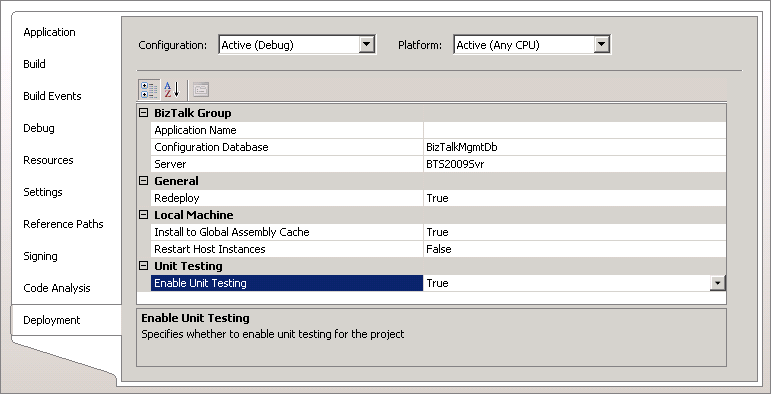 Application
Build
Build Events
Debug
Resources
Settings
Reference Paths
Signing
Code Analysis
Deployment
Configuration: Active (Debug) Platform: Active (Any CPU)
BizTalk Group
Application Name
Configuration Database BizTalkMgmtDb
Server BTS2009Svr
General
Redeploy True
Local Machine
Install to Global Assembly Cache True
Restart Host Instances False
Unit Testing
Enable Unit Testing True
Enable Unit Testing
Specifies whether to enable unit testing for the project